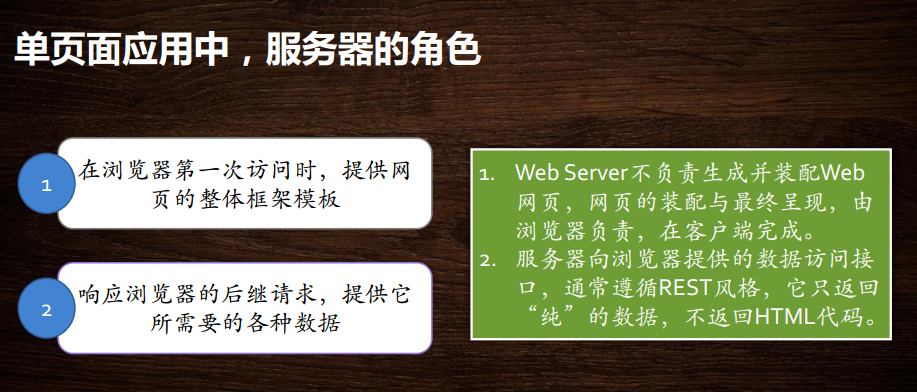 单页面应用中，服务器的角色
1
在浏览器第一次访问时，提供网
页的整体框架模板
2
响应浏览器的后继请求，提供它
所需要的各种数据
1. Web Server不负责生成并装配Web
网页，网页的装配与最终呈现，由
浏览器负责，在客户端完成。
2. 服务器向浏览器提供的数据访问接
口，通常遵循REST风格，它只返回
“纯”的数据，不返回HTML代码。